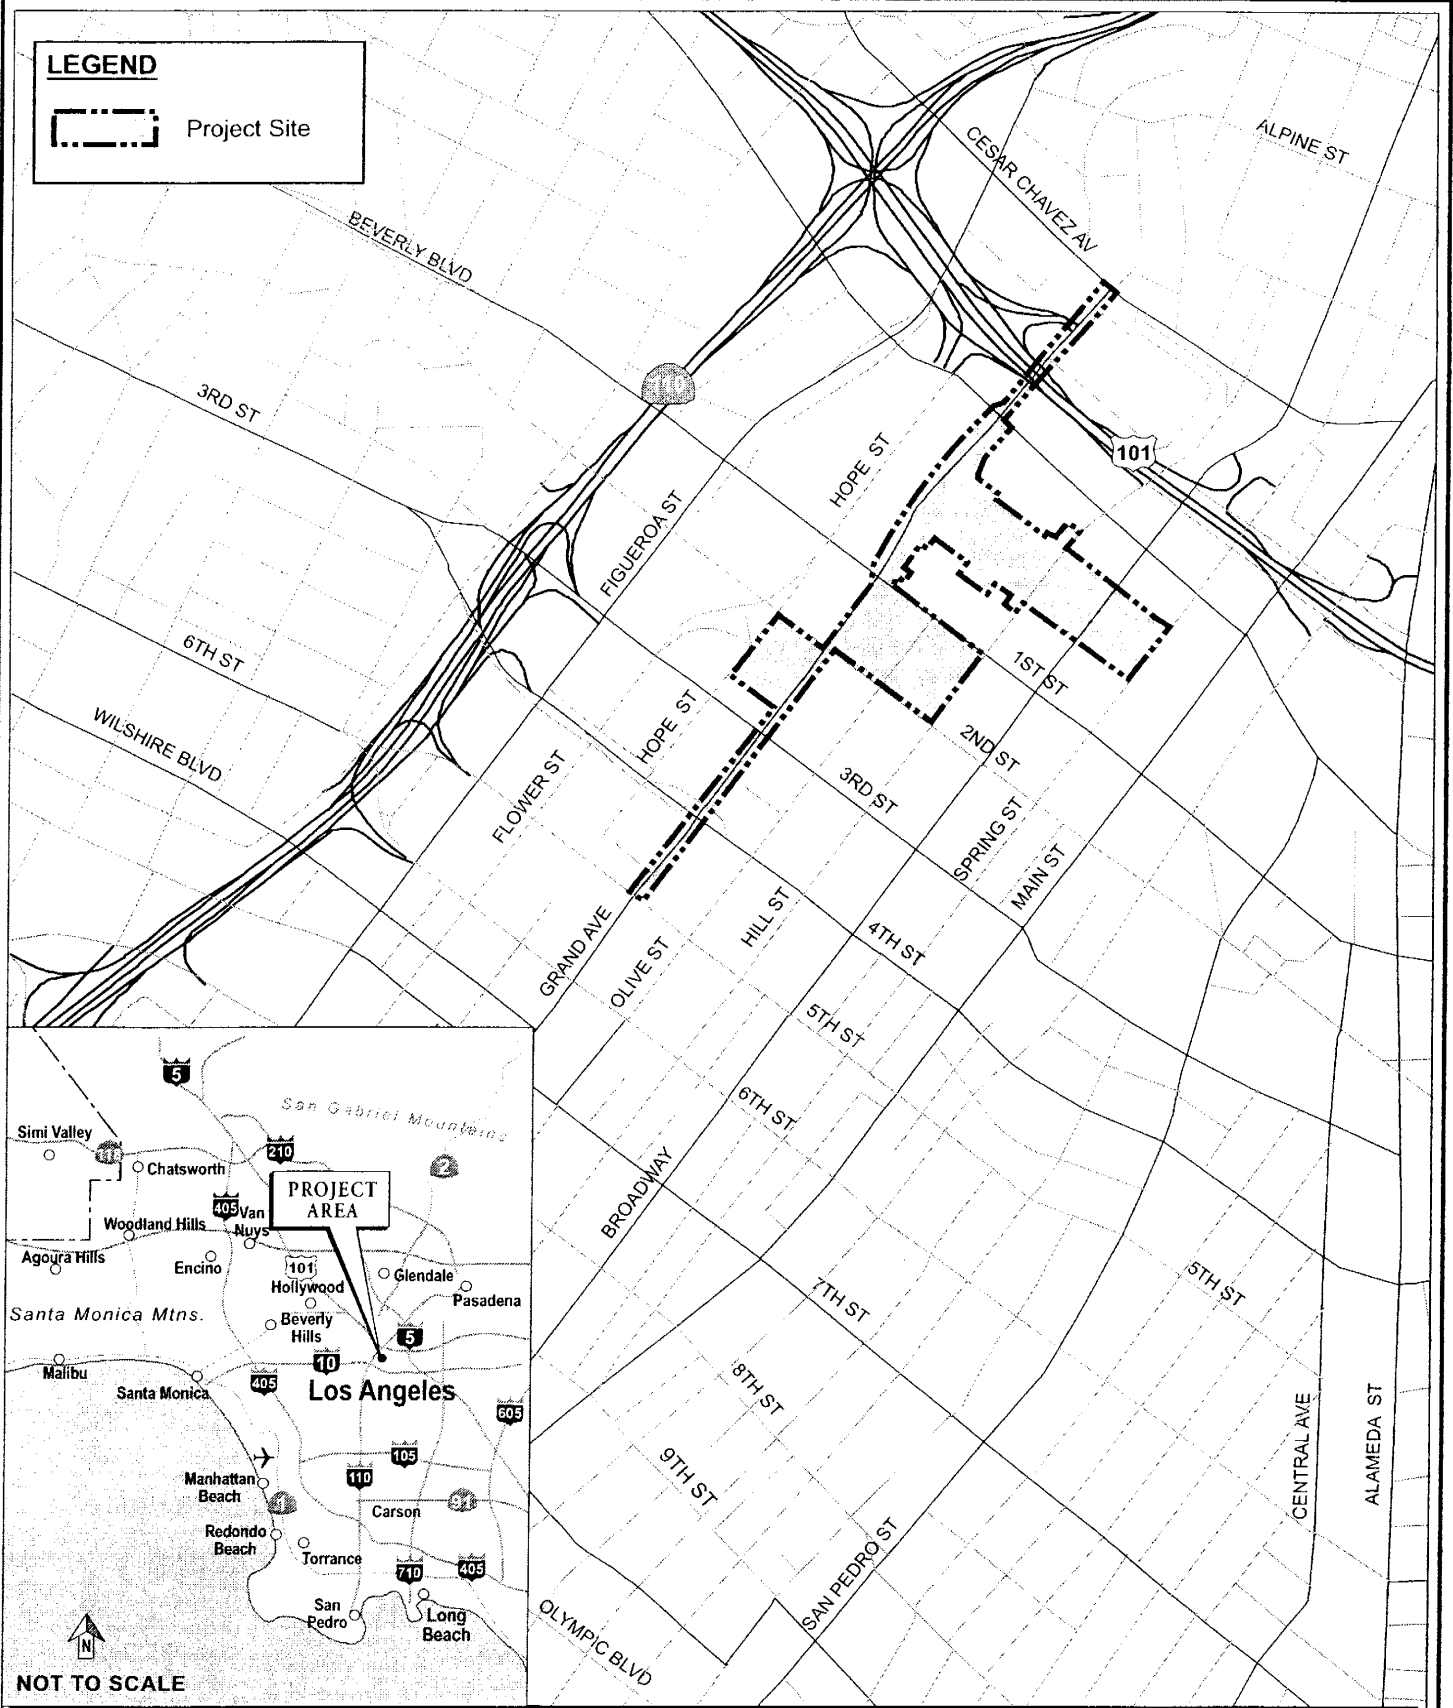 LEGEND
Project Site
CESAR CHAVEZ AV
ALPINE ST
BEVERLY BLVD
110
3RD ST
HOPE ST
101
FIGUEROA ST
6TH ST
1ST ST
WILSHIRE BLVD
HOPE ST
2ND ST
FLOWER ST
3RD ST
SPRING ST
MAIN ST
HILL ST
4TH ST
GRAND AVE
OLIVE ST
5TH ST
6TH ST
BROADWAY
5TH ST
7TH ST
8TH ST
9TH ST
CENTRAL AVE
ALAMEDA ST
SAN PEDRO ST
OLYMPIC BLVD
5
San Gabriel Mountains
Simi Valley
118
Chatsworth
210
2
PROJECT
AREA
405
Van
Nuys
Woodland Hills
Agoura Hills
Encino
101
Hollywood
Glendale
Pasadena
Santa Monica Mtns.
Beverly
Hills
5
10
Malibu
Santa Monica
405
Los Angeles
605
105
110
Manhattan
Beach
1
Carson
91
Redondo
Beach
Torrance
710
405
San
Pedro
Long
Beach
N
NOT TO SCALE